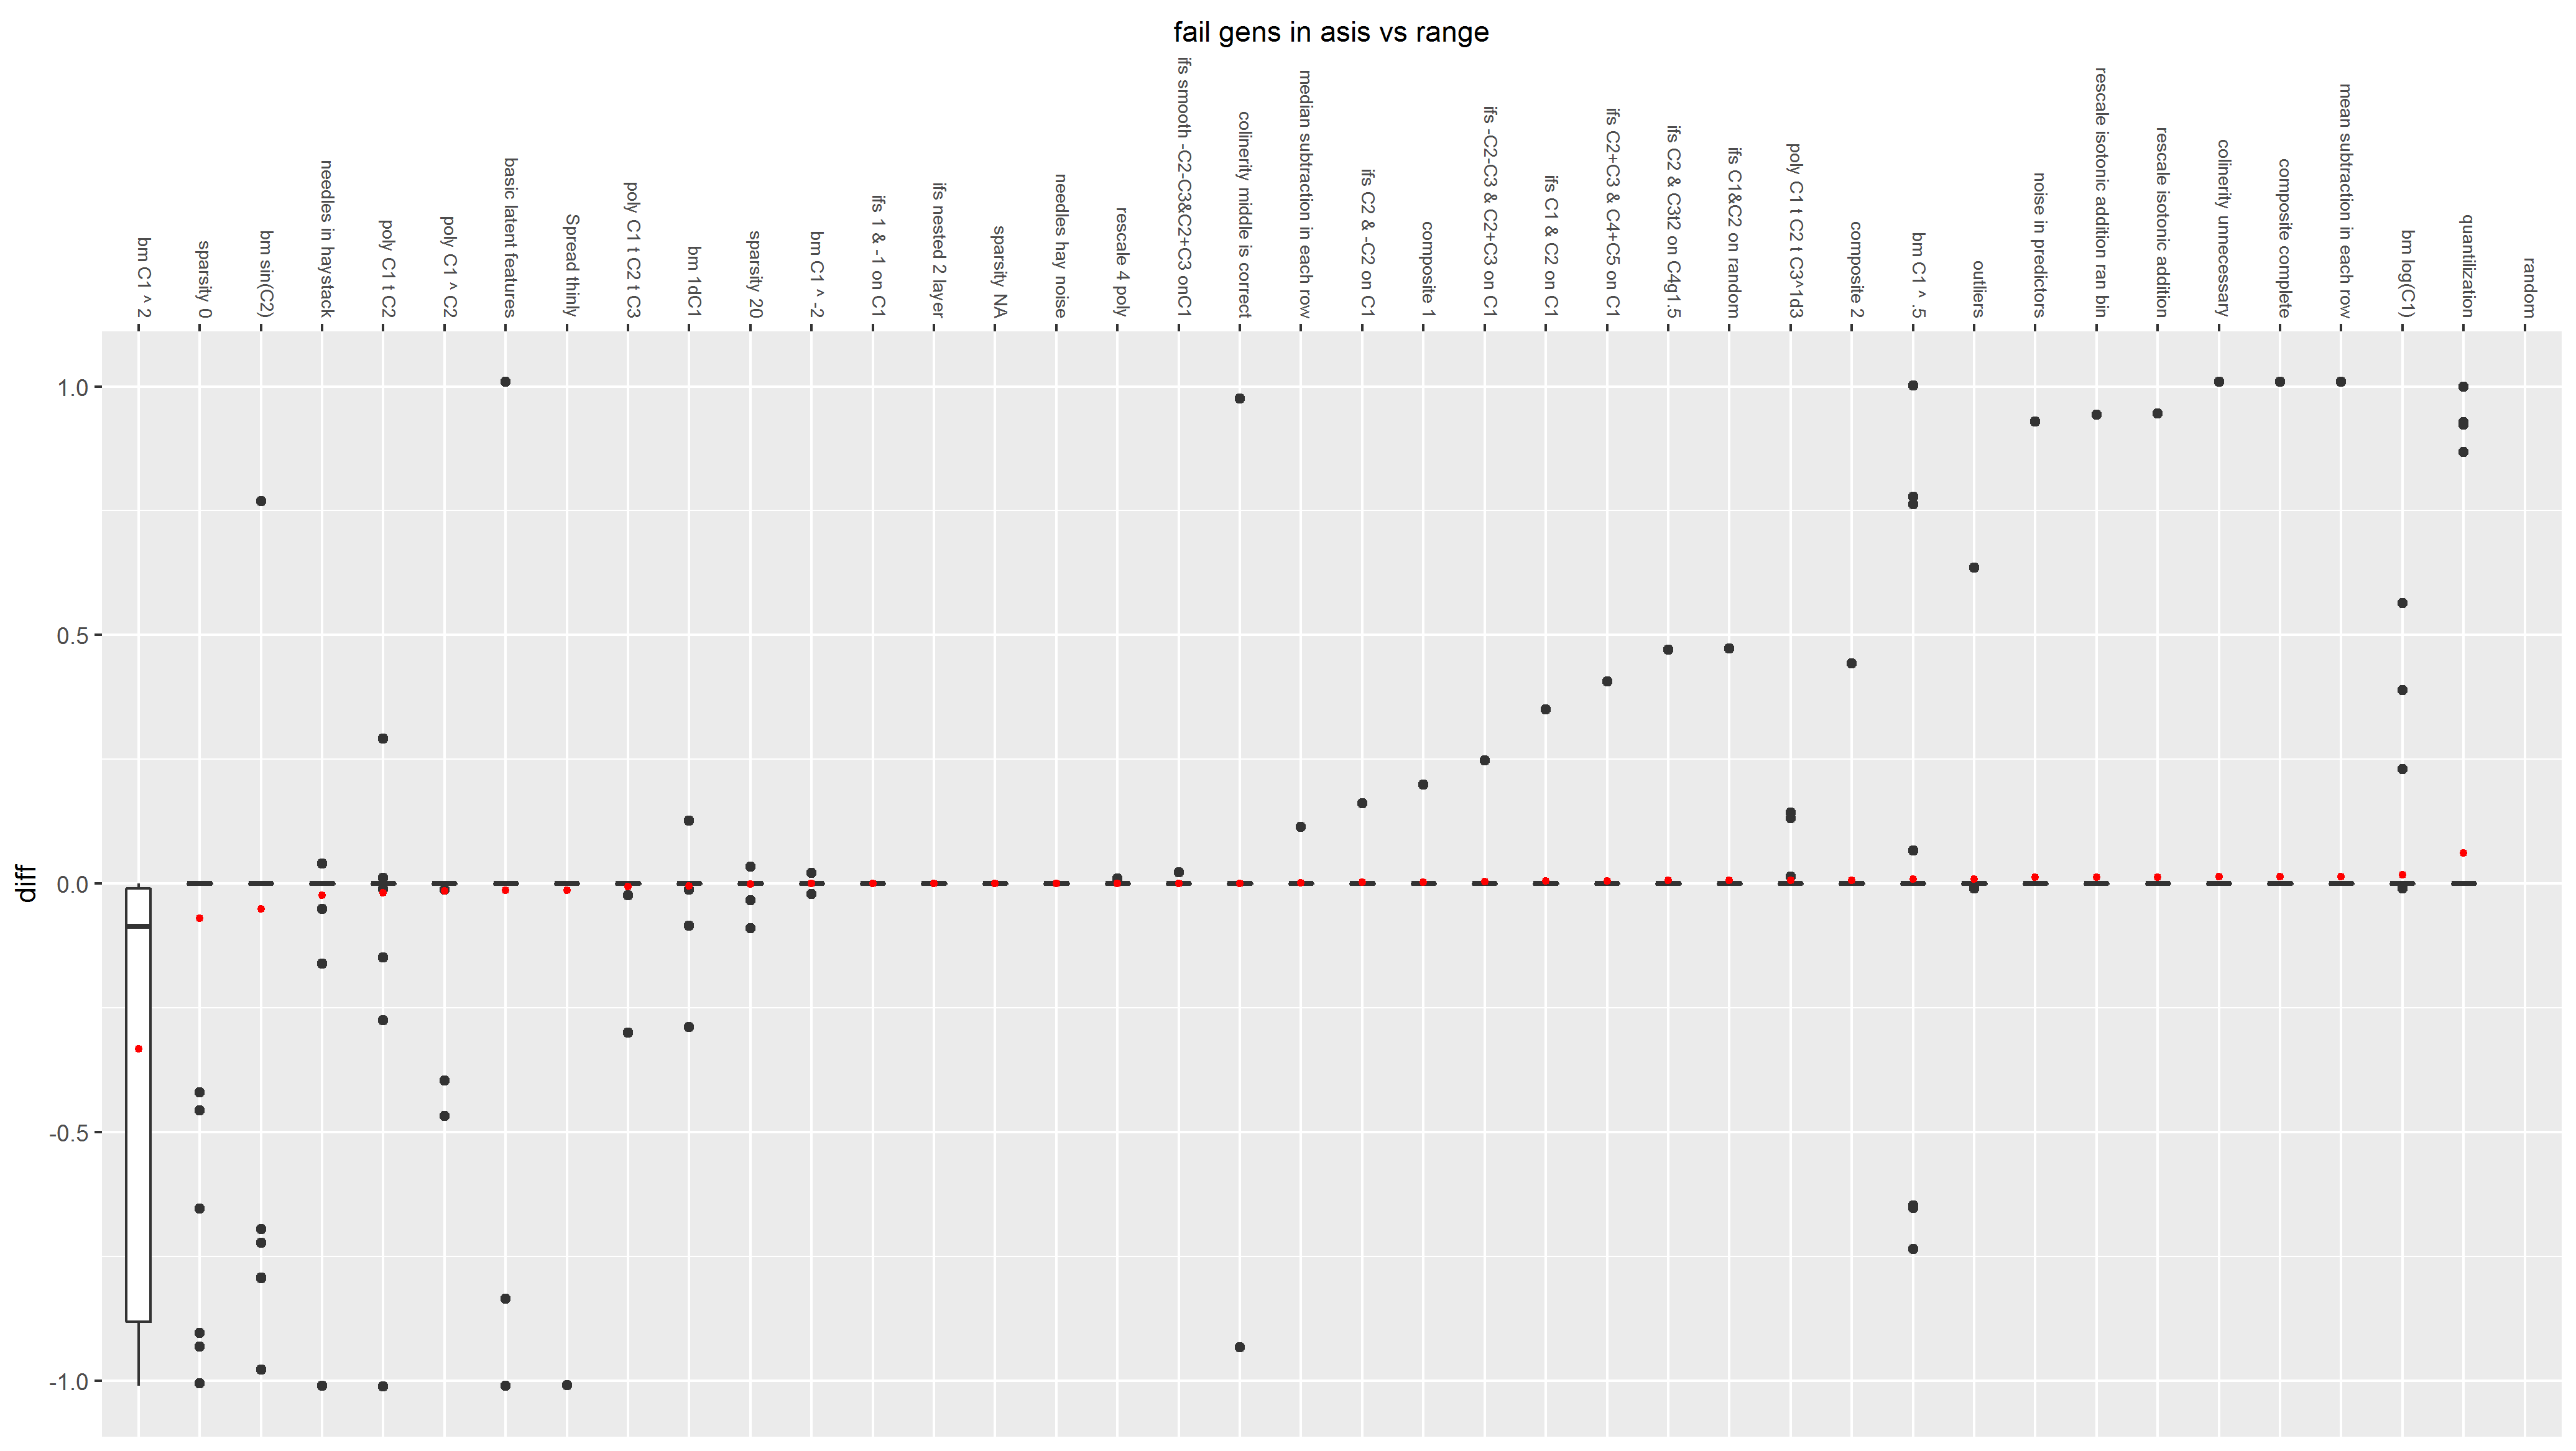 fail gens in asis vs range
bm C1 ^ 2
sparsity 0
bm sin(C2)
needles in haystack
poly C1 t C2
poly C1 ^ C2
basic latent features
Spread thinly
poly C1 t C2 t C3
bm 1dC1
sparsity 20
bm C1 ^ -2
ifs 1 & -1 on C1
ifs nested 2 layer
sparsity NA
needles hay noise
rescale 4 poly
ifs smooth -C2-C3&C2+C3 onC1
colinerity middle is correct
median subtraction in each row
ifs C2 & -C2 on C1
composite 1
ifs -C2-C3 & C2+C3 on C1
ifs C1 & C2 on C1
ifs C2+C3 & C4+C5 on C1
ifs C2 & C3t2 on C4g1.5
ifs C1&C2 on random
poly C1 t C2 t C3^1d3
composite 2
bm C1 ^ .5
outliers
noise in predictors
rescale isotonic addition ran bin
rescale isotonic addition
colinerity unnecessary
composite complete
mean subtraction in each row
bm log(C1)
quantilization
random
1.0
0.5
0.0
-0.5
-1.0
diff